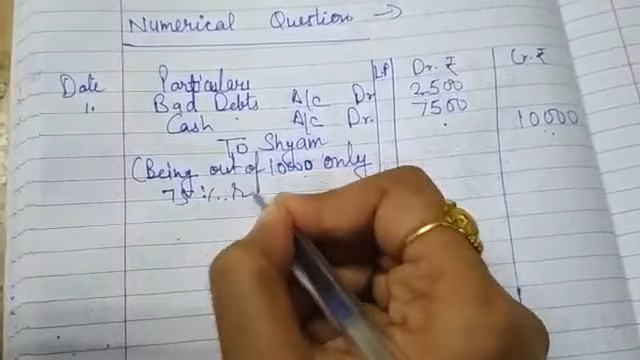 Numerical Question →
Date Particulars LF Dr. ₹ Cr. ₹
1. Bad Debts A/c Dr 2500
Cash A/c Dr. 7500
To Shyam 10000
(Being out of 10000 only
75%